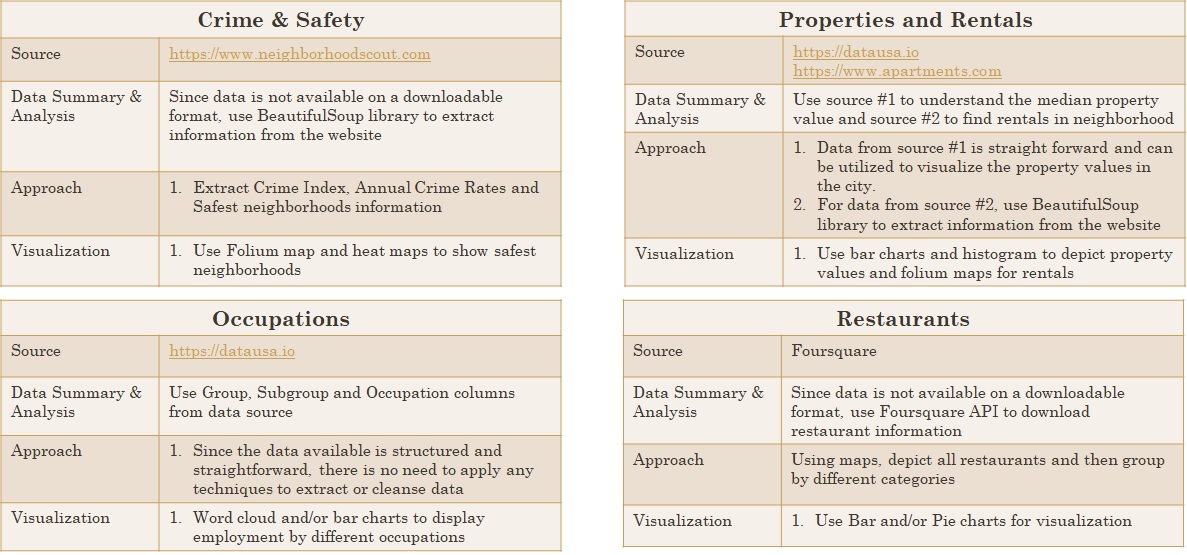 Crime & Safety
Source
https://www.neighborhoodscout.com
Data Summary &
Analysis
Since data is not available on a downloadable
format, use BeautifulSoup library to extract
information from the website
Approach
1. Extract Crime Index, Annual Crime Rates and
Safest neighborhoods information
Visualization
1. Use Folium map and heat maps to show safest
neighborhoods
Properties and Rentals
Source
https://datausa.io
https://www.apartments.com
Data Summary &
Analysis
Use source #1 to understand the median property
value and source #2 to find rentals in neighborhood
Approach
1. Data from source #1 is straight forward and can
be utilized to visualize the property values in
the city.
2. For data from source #2, use BeautifulSoup
library to extract information from the website
Visualization
1. Use bar charts and histogram to depict property
values and folium maps for rentals
Occupations
Source
https://datausa.io
Data Summary &
Analysis
Use Group, Subgroup and Occupation columns
from data source
Approach
1. Since the data available is structured and
straightforward, there is no need to apply any
techniques to extract or cleanse data
Visualization
1. Word cloud and/or bar charts to display
employment by different occupations
Restaurants
Source
Foursquare
Data Summary &
Analysis
Since data is not available on a downloadable
format, use Foursquare API to download
restaurant information
Approach
Using maps, depict all restaurants and then group
by different categories
Visualization
1. Use Bar and/or Pie charts for visualization